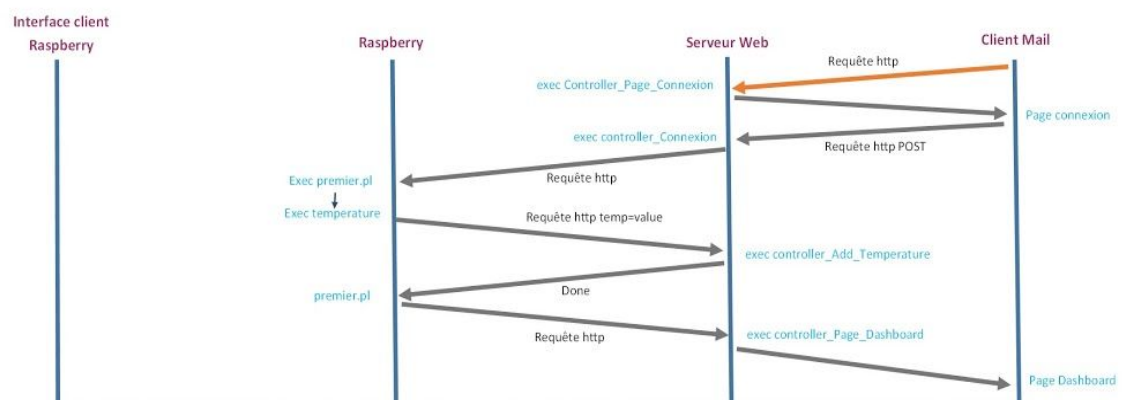 Interface client
Raspberry
Raspberry
Serveur Web
Client Mail
Requête http
exec Controller_Page_Connexion
Page connexion
exec controller_Connexion
Requête http POST
Requête http
Exec premier.pl
Exec temperature
Requête http temp=value
exec controller_Add_Temperature
Done
premier.pl
Requête http
exec controller_Page_Dashboard
Page Dashboard